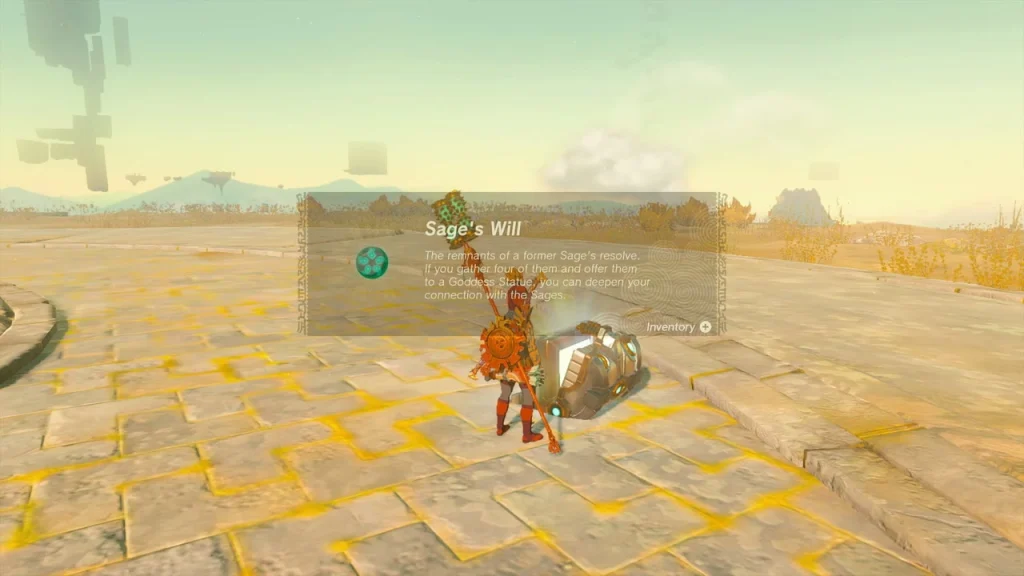 Sage's Will
The remnants of a former Sage's resolve.
If you gather four of them and offer them
to a Goddess Statue, you can deepen your
connection with the Sages.
Inventory